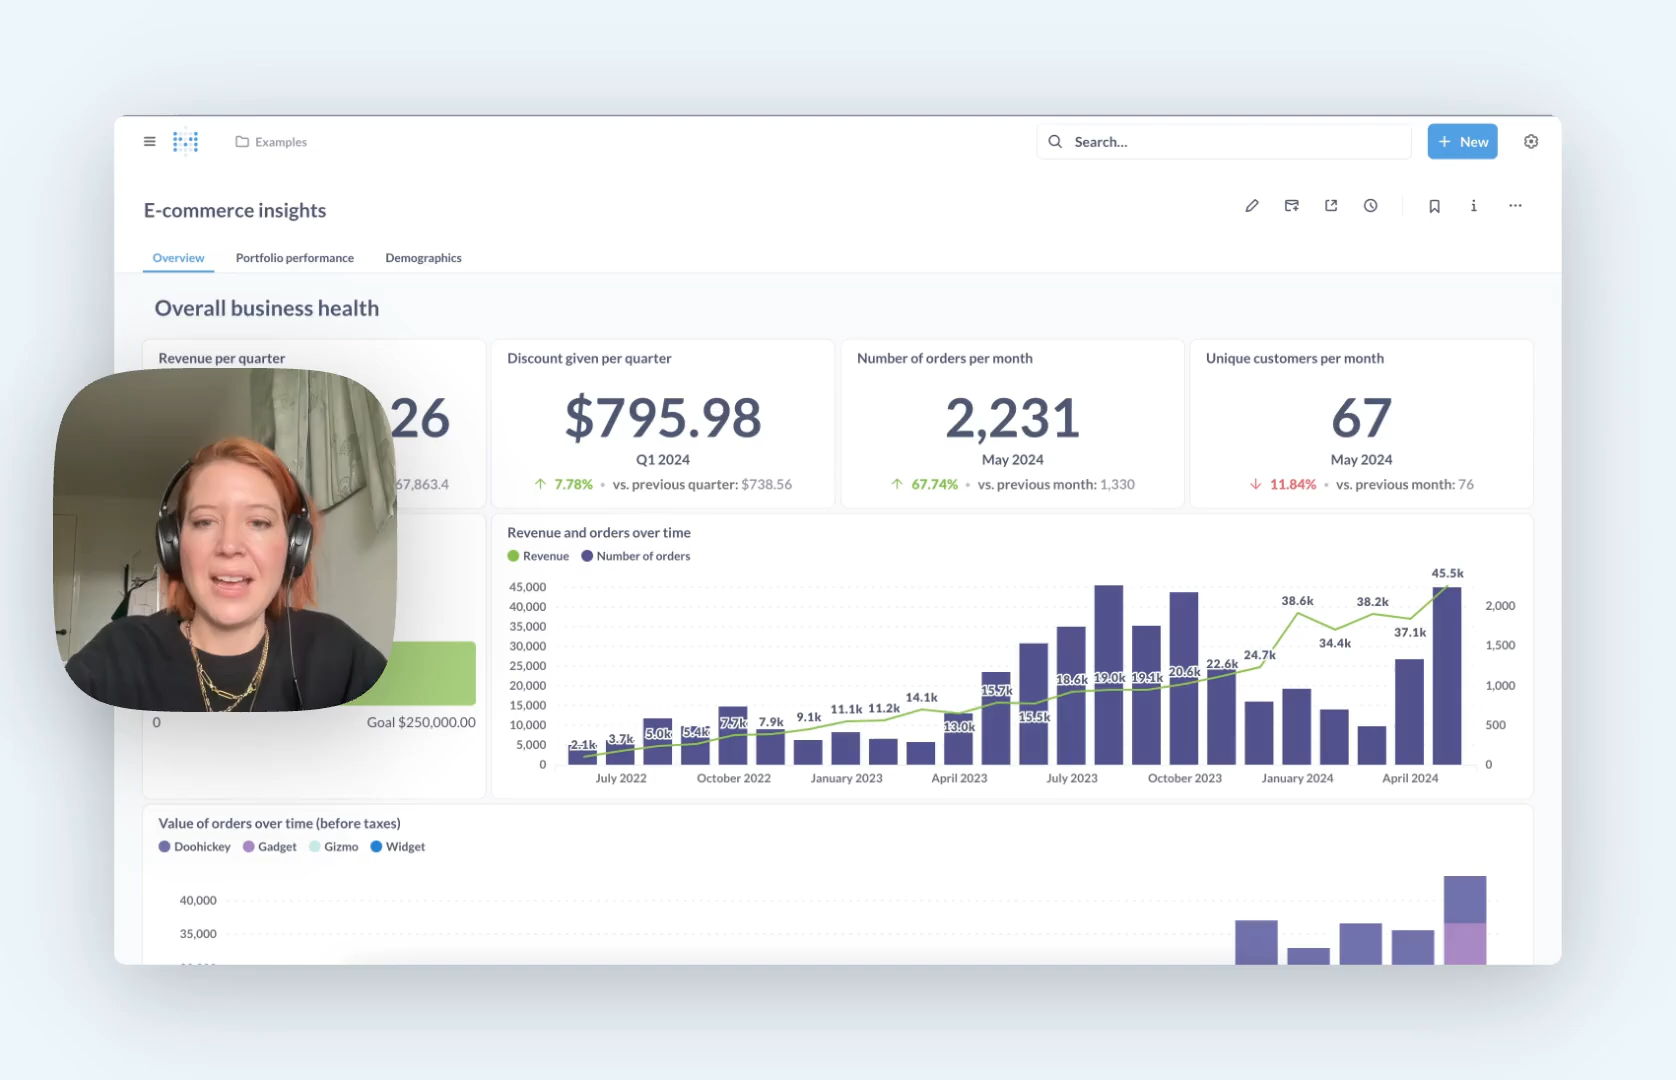 Examples
Search...
+ New
E-commerce insights
Overview
Portfolio performance
Demographics
Overall business health
Revenue per quarter
26
67,863.4
Discount given per quarter
$795.98
Q1 2024
↑ 7.78% • vs. previous quarter: $738.56
Number of orders per month
2,231
May 2024
↑ 67.74% • vs. previous month: 1,330
Unique customers per month
67
May 2024
↓ 11.84% • vs. previous month: 76
0
Goal $250,000.00
Revenue and orders over time
Revenue Number of orders
45,000
40,000
35,000
30,000
25,000
20,000
15,000
10,000
5,000
0
2.1k 3.7k 5.0k 5.4k 7.7k 7.9k 9.1k 11.1k 11.2k 14.1k 13.0k 15.7k 15.5k 18.6k 19.0k 19.1k 20.6k 22.6k 24.7k 38.6k 34.4k 38.2k 37.1k 45.5k
2,000
1,500
1,000
500
0
July 2022 October 2022 January 2023 April 2023 July 2023 October 2023 January 2024 April 2024
Value of orders over time (before taxes)
Doohickey Gadget Gizmo Widget
40,000
35,000